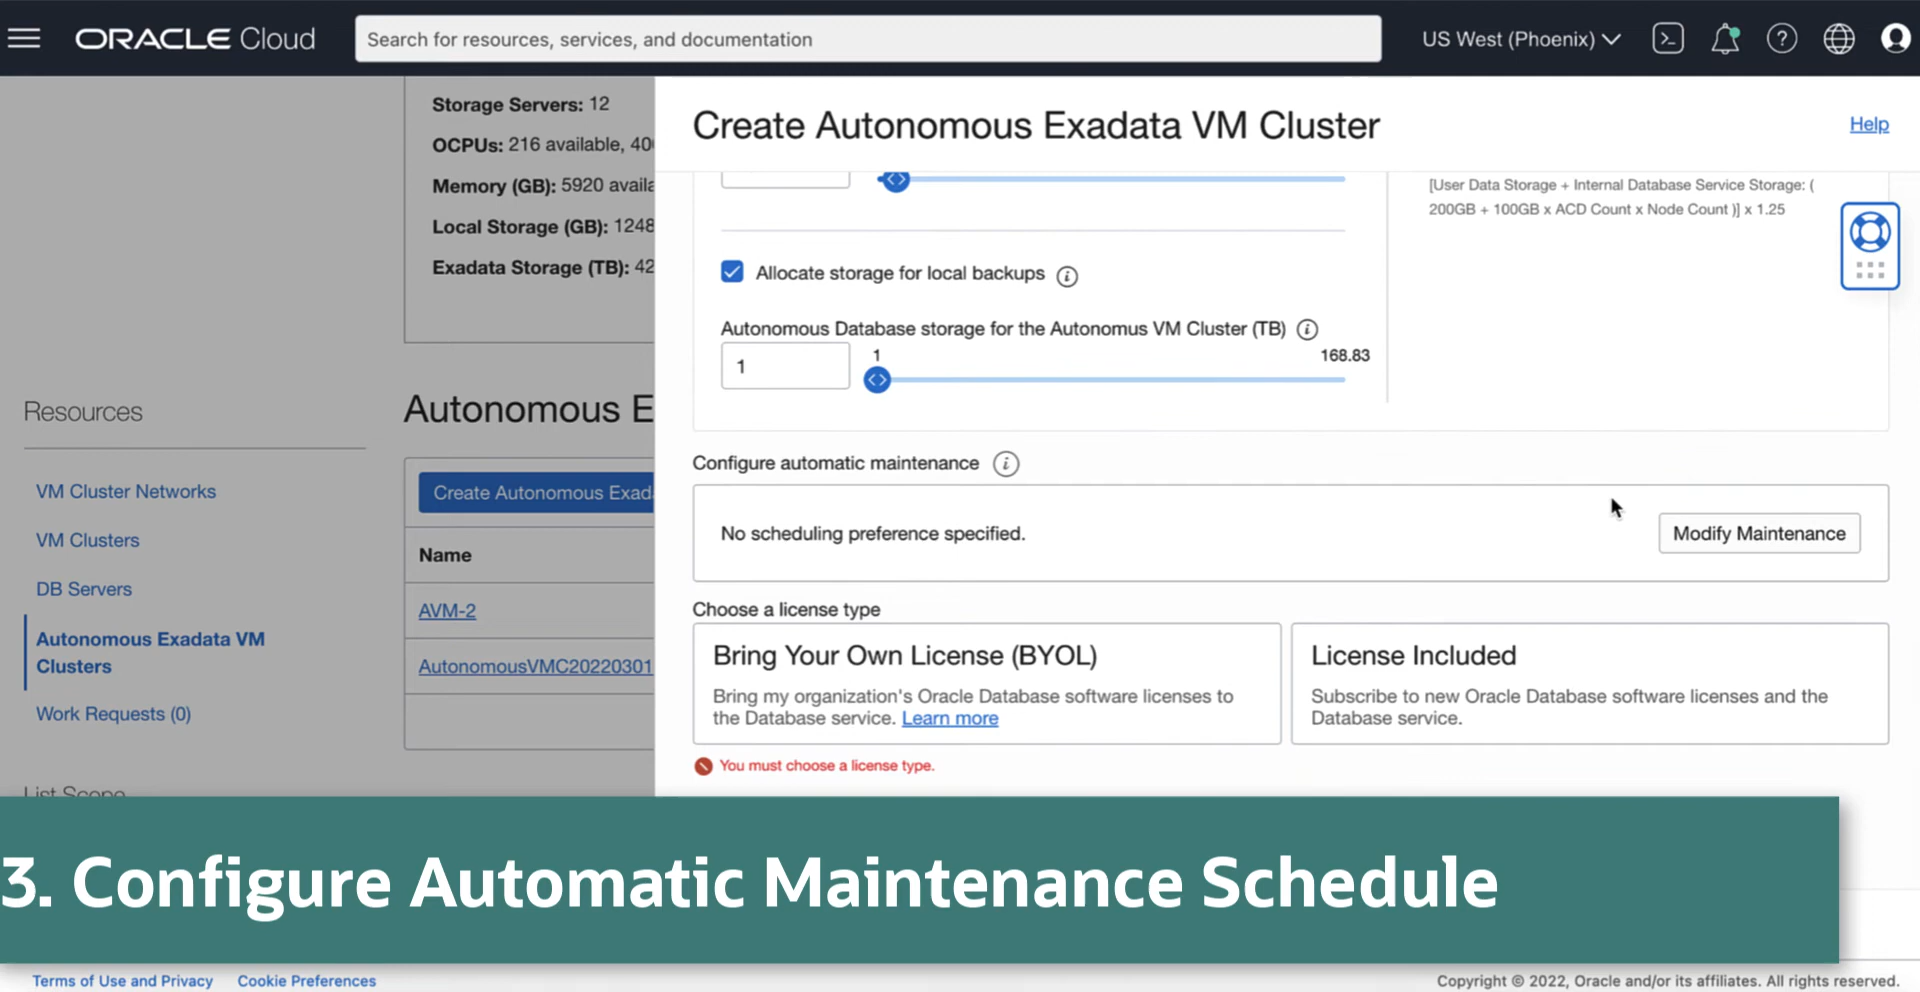 ORACLE Cloud
Search for resources, services, and documentation
US West (Phoenix)
Storage Servers: 12
OCPUs: 216 available, 40
Memory (GB): 5920 availa
Local Storage (GB): 1248
Exadata Storage (TB): 42
Resources
VM Cluster Networks
VM Clusters
DB Servers
Autonomous Exadata VM
Clusters
Work Requests (0)
List Scope
Autonomous E
Create Autonomous Exad
Name
AVM-2
AutonomousVMC20220301
Create Autonomous Exadata VM Cluster
Help
[User Data Storage + Internal Database Service Storage: (
200GB + 100GB x ACD Count x Node Count )] x 1.25
Allocate storage for local backups
Autonomous Database storage for the Autonomus VM Cluster (TB)
1
1
168.83
Configure automatic maintenance
No scheduling preference specified.
Modify Maintenance
Choose a license type
Bring Your Own License (BYOL)
Bring my organization's Oracle Database software licenses to
the Database service. Learn more
License Included
Subscribe to new Oracle Database software licenses and the
Database service.
You must choose a license type.
3. Configure Automatic Maintenance Schedule
Terms of Use and Privacy
Cookie Preferences
Copyright © 2022, Oracle and/or its affiliates. All rights reserved.